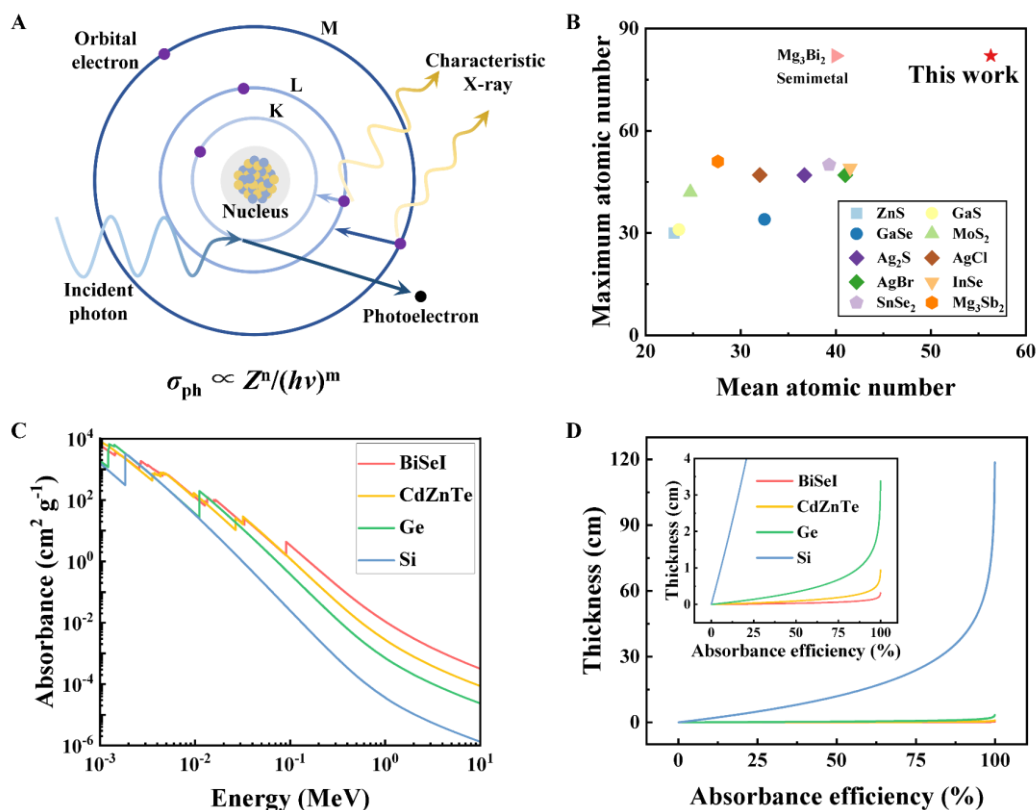 A
Orbital
electron
M
L
K
Characteristic
X-ray
Nucleus
Incident
photon
Photoelectron
σph ∝ Zⁿ/(hν)ᵐ
B
Maximum atomic number
90
60
30
0
Mg₃Bi₂
Semimetal
This work
ZnS
GaS
GaSe
MoS₂
Ag₂S
AgCl
AgBr
InSe
SnSe₂
Mg₃Sb₂
20
30
40
50
60
Mean atomic number
C
Absorbance (cm² g⁻¹)
10⁴
10²
10⁰
10⁻²
10⁻⁴
10⁻⁶
BiSeI
CdZnTe
Ge
Si
10⁻³
10⁻²
10⁻¹
10⁰
10¹
Energy (MeV)
D
Thickness (cm)
120
90
60
30
0
Thickness (cm)
4
3
2
1
0
BiSeI
CdZnTe
Ge
Si
0
25
50
75
100
Absorbance efficiency (%)
0
25
50
75
100
Absorbance efficiency (%)